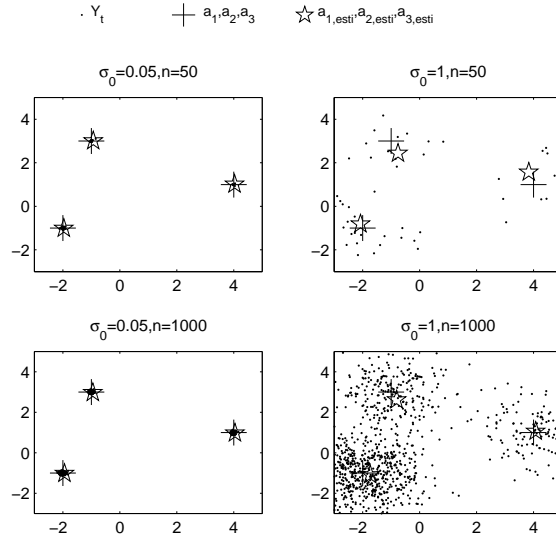 Y_t a_1,a_2,a_3 a_{1,esti},a_{2,esti},a_{3,esti}
σ_0=0.05,n=50 σ_0=1,n=50
4 4
2 2
0 0
−2 −2
−2 0 2 4 −2 0 2 4
σ_0=0.05,n=1000 σ_0=1,n=1000
4 4
2 2
0 0
−2 −2
−2 0 2 4 −2 0 2 4